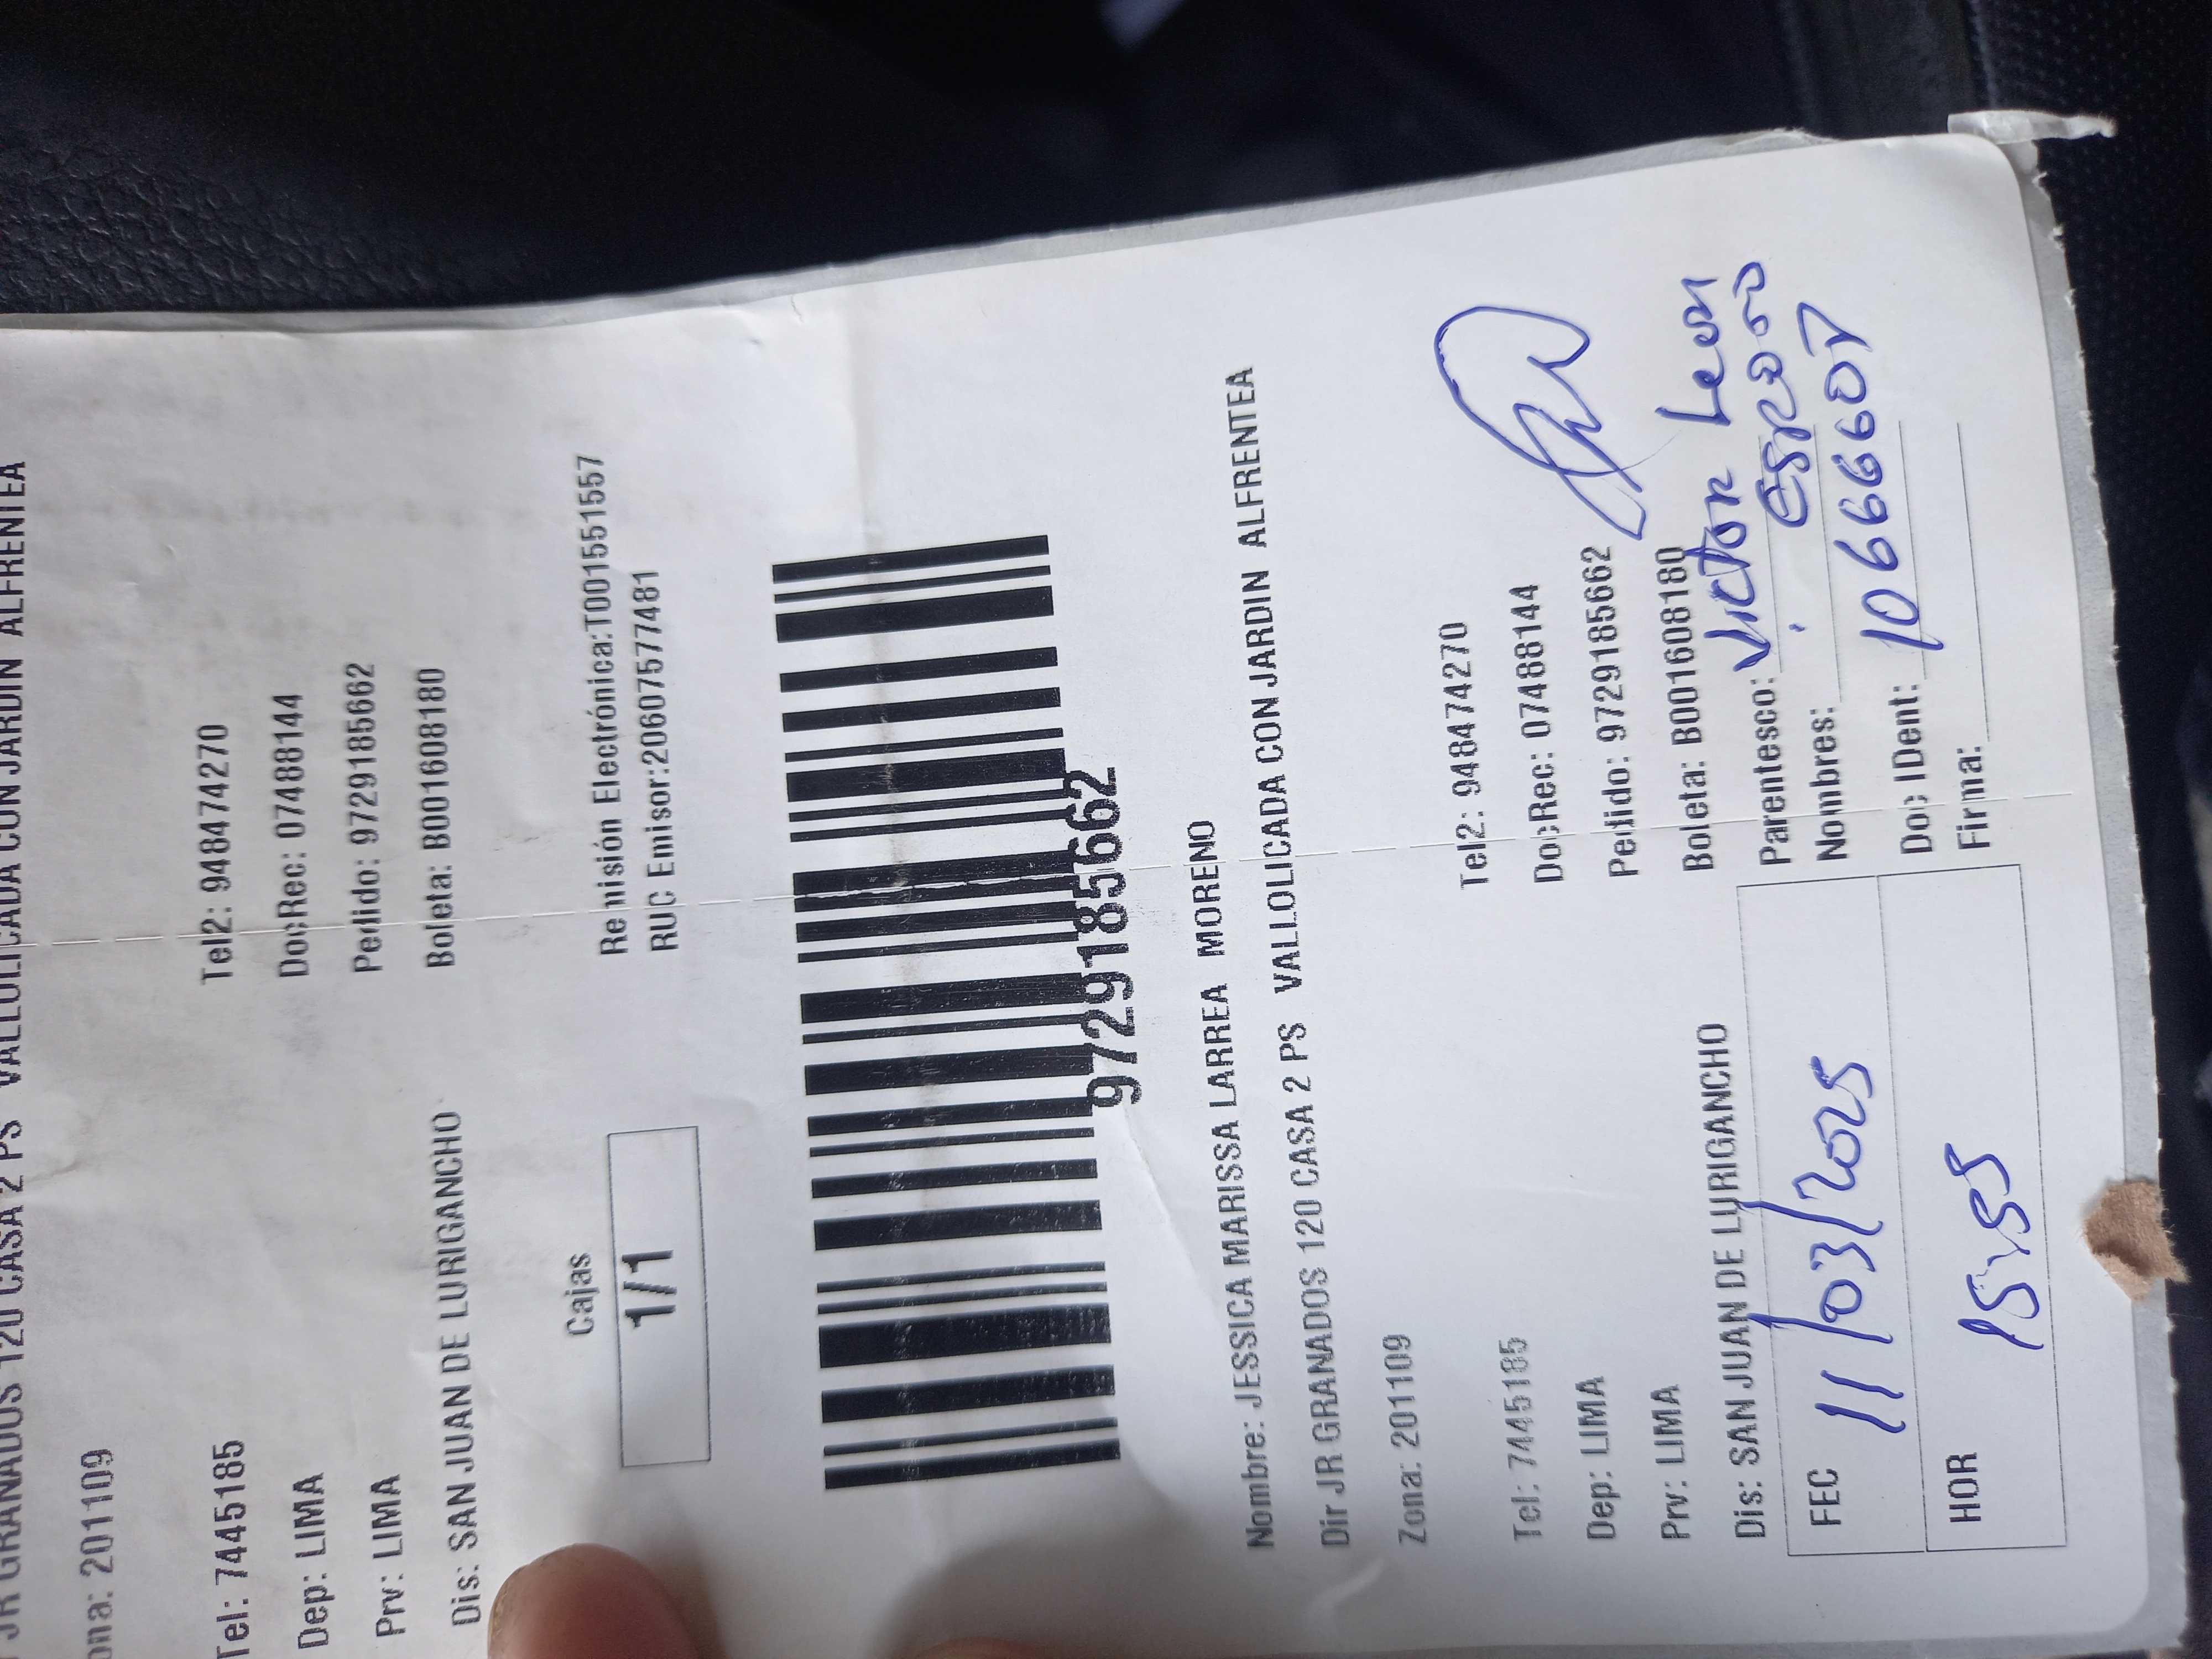 JR GRANADOS 120 CASA 2 PS VALLOLICADA CON JARDIN ALFRENTEA
ona: 201109
Tel: 7445185
Tel2: 948474270
Dep: LIMA
DocRec: 07488144
Prv: LIMA
Pedido: 9729185662
Dis: SAN JUAN DE LURIGANCHO
Boleta: B001608180
Cajas
1/1
Remisión Electrónica:T001551557
RUC Emisor:20607577481
9729185662
Nombre: JESSICA MARISSA LARREA MORENO
Dir JR GRANADOS 120 CASA 2 PS VALLOLICADA CON JARDIN ALFRENTEA
Zona: 201109
Tel: 7445185
Tel2: 948474270
Dep: LIMA
DocRec: 07488144
Prv: LIMA
Pedido: 9729185662
Dis: SAN JUAN DE LURIGANCHO
Boleta: B001608180
FEC 11/03/2025
Parentesco: Victor Leon
Nombres: esposo
HOR
Doc IDent: 10666607
Firma: